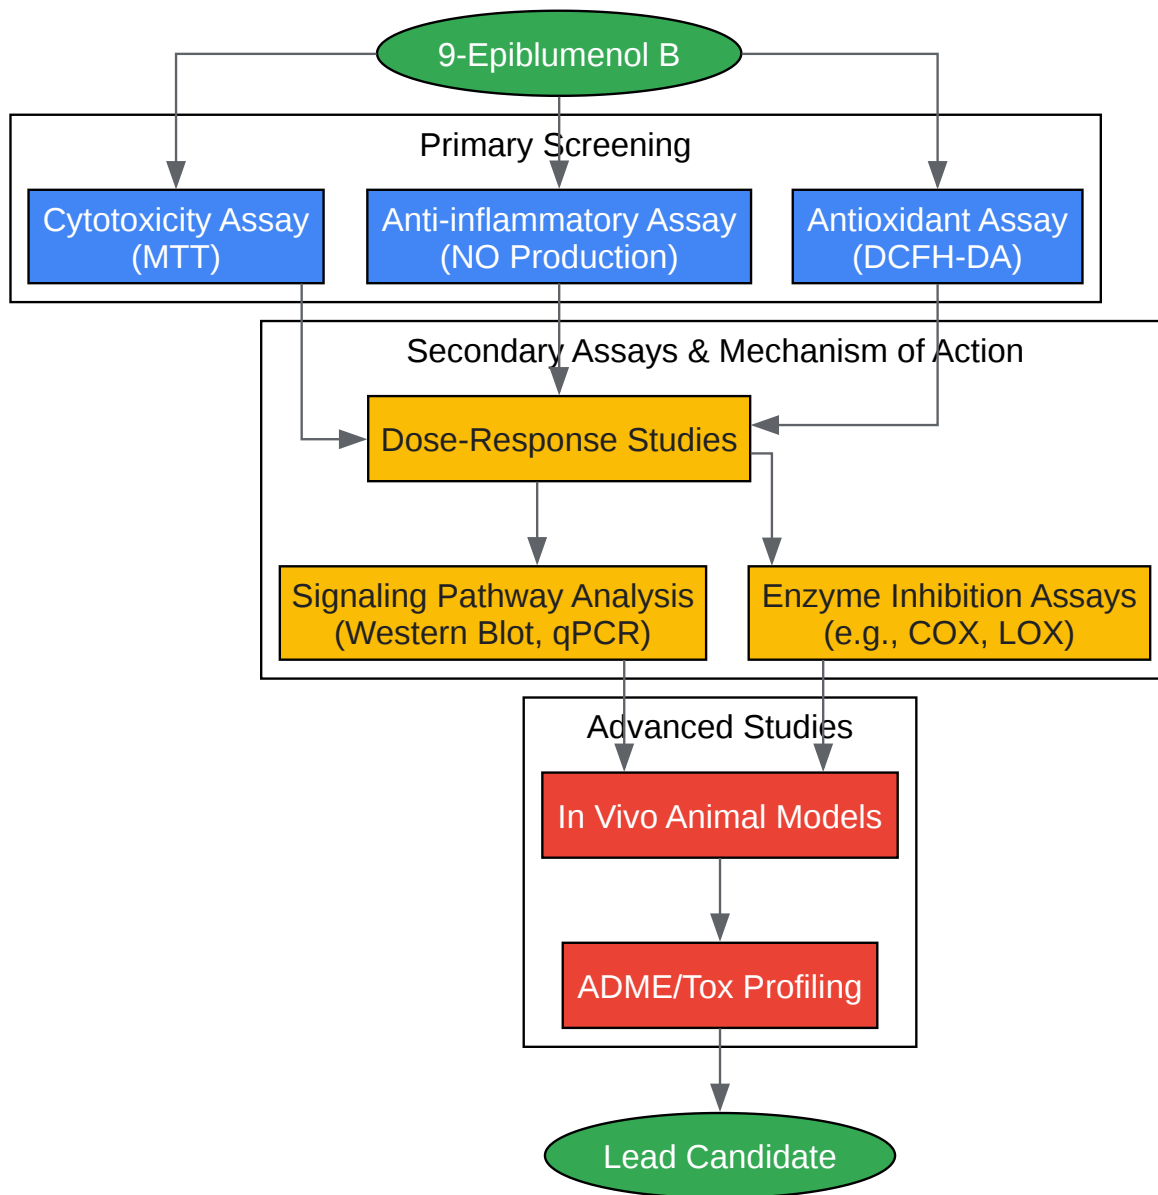 9-Epiblumenol B
Primary Screening
Cytotoxicity Assay
(MTT)
Anti-inflammatory Assay
(NO Production)
Antioxidant Assay
(DCFH-DA)
Secondary Assays & Mechanism of Action
Dose-Response Studies
Signaling Pathway Analysis
(Western Blot, qPCR)
Enzyme Inhibition Assays
(e.g., COX, LOX)
Advanced Studies
In Vivo Animal Models
ADME/Tox Profiling
Lead Candidate